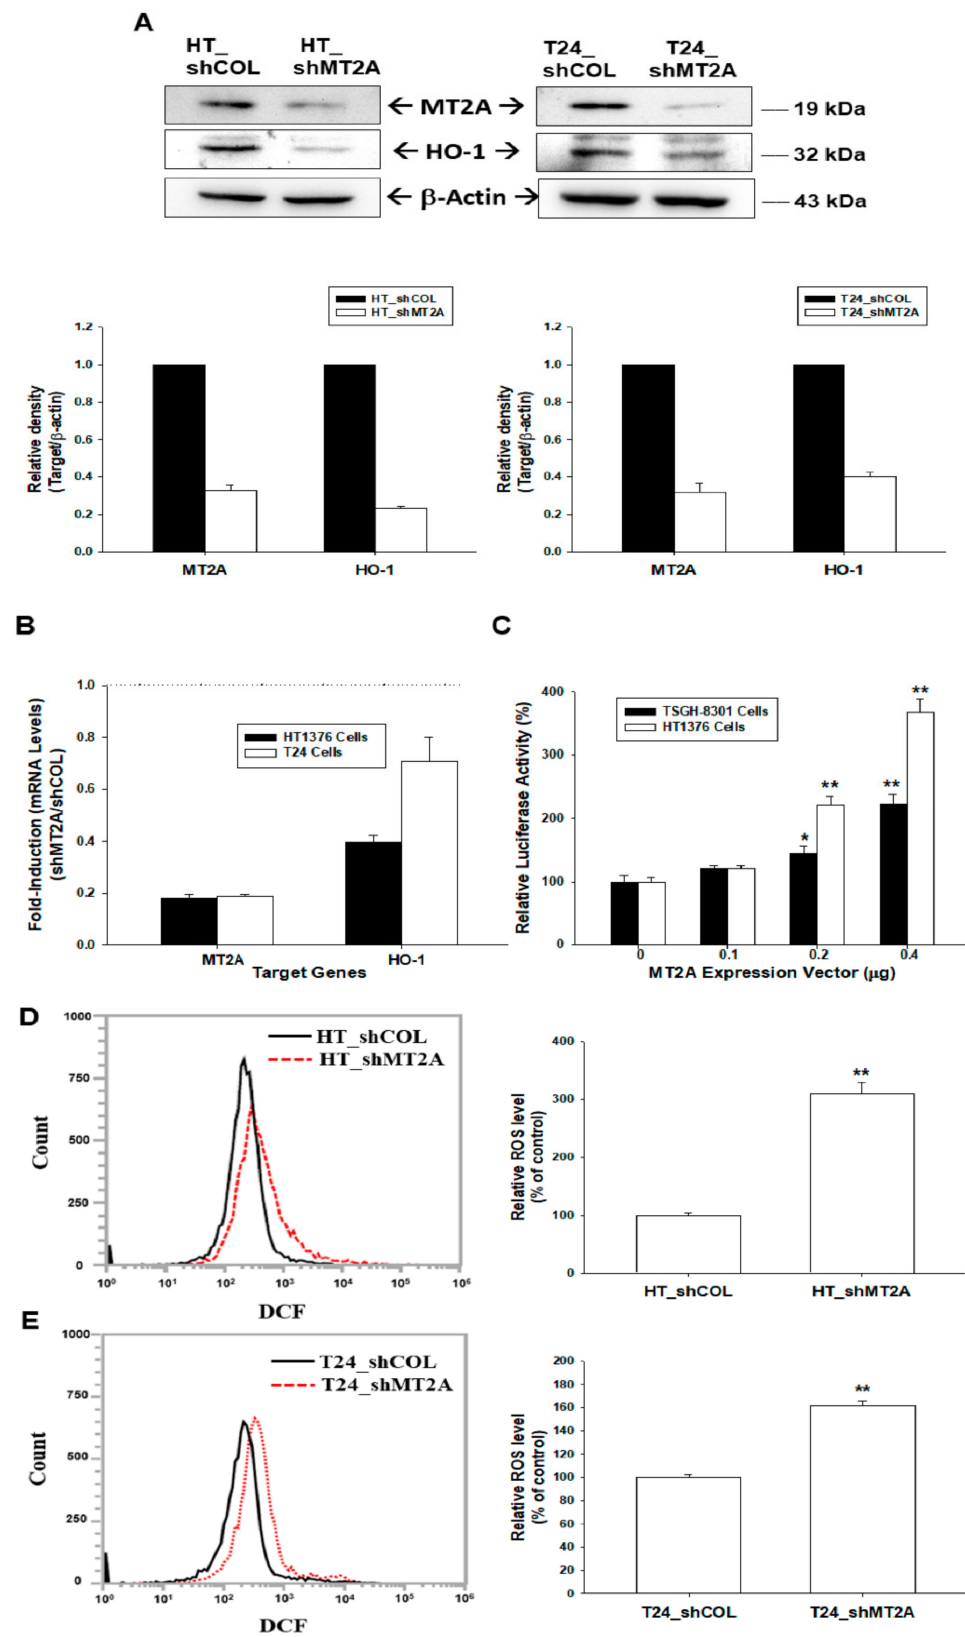 A
HT_ shCOL
HT_ shMT2A
T24_ shCOL
T24_ shMT2A
← MT2A →
19 kDa
← HO-1 →
32 kDa
← β-Actin →
43 kDa
HT_shCOL
HT_shMT2A
Relative density
(Target/β-actin)
1.2
1.0
0.8
0.6
0.4
0.2
0.0
MT2A HO-1
T24_shCOL
T24_shMT2A
Relative density
(Target/β-actin)
1.2
1.0
0.8
0.6
0.4
0.2
0.0
MT2A HO-1
B
Fold-Induction (mRNA Levels)
(shMT2A/shCOL)
1.0
0.8
0.6
0.4
0.2
0.0
HT1376 Cells
T24 Cells
MT2A HO-1
Target Genes
C
Relative Luciferase Activity (%)
400
300
200
100
0
TSGH-8301 Cells
HT1376 Cells
* ** ** **
0 0.1 0.2 0.4
MT2A Expression Vector (μg)
D
Count
1000
750
500
250
0
HT_shCOL
HT_shMT2A
10⁰ 10¹ 10² 10³ 10⁴ 10⁵ 10⁶
DCF
Relative ROS level
(% of control)
400
300
200
100
0
**
HT_shCOL HT_shMT2A
E
Count
1000
750
500
250
0
T24_shCOL
T24_shMT2A
10⁰ 10¹ 10² 10³ 10⁴ 10⁵ 10⁶
DCF
Relative ROS level
(% of control)
200
180
160
140
120
100
80
60
40
20
0
**
T24_shCOL T24_shMT2A